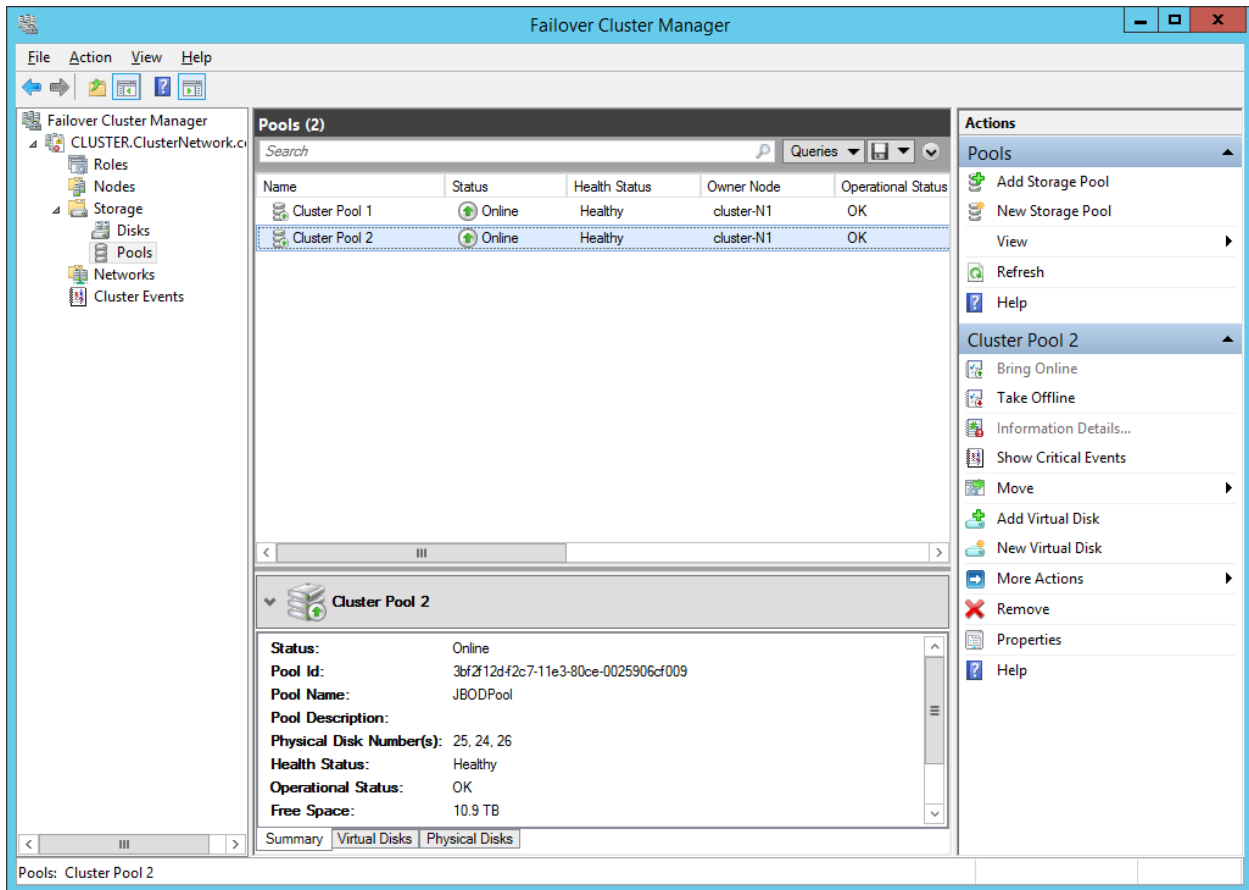 Failover Cluster Manager
File Action View Help
Failover Cluster Manager
CLUSTER.ClusterNetwork.c
Roles
Nodes
Storage
Disks
Pools
Networks
Cluster Events
Pools (2)
Search
Queries
Name Status Health Status Owner Node Operational Status
Cluster Pool 1 Online Healthy cluster-N1 OK
Cluster Pool 2 Online Healthy cluster-N1 OK
Cluster Pool 2
Status: Online
Pool Id: 3bf2f12d-f2c7-11e3-80ce-0025906cf009
Pool Name: JBODPool
Pool Description:
Physical Disk Number(s): 25, 24, 26
Health Status: Healthy
Operational Status: OK
Free Space: 10.9 TB
Summary Virtual Disks Physical Disks
Actions
Pools
Add Storage Pool
New Storage Pool
View
Refresh
Help
Cluster Pool 2
Bring Online
Take Offline
Information Details...
Show Critical Events
Move
Add Virtual Disk
New Virtual Disk
More Actions
Remove
Properties
Help
Pools: Cluster Pool 2